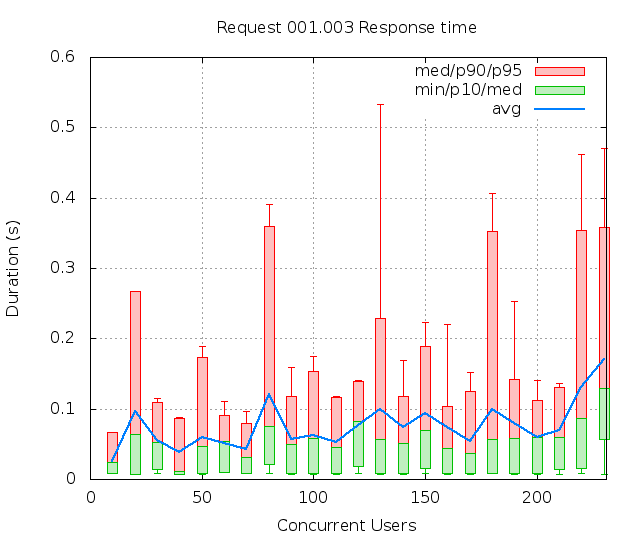 Request 001.003 Response time
med/p90/p95
min/p10/med
avg
Duration (s)
0.6
0.5
0.4
0.3
0.2
0.1
0
0 50 100 150 200
Concurrent Users